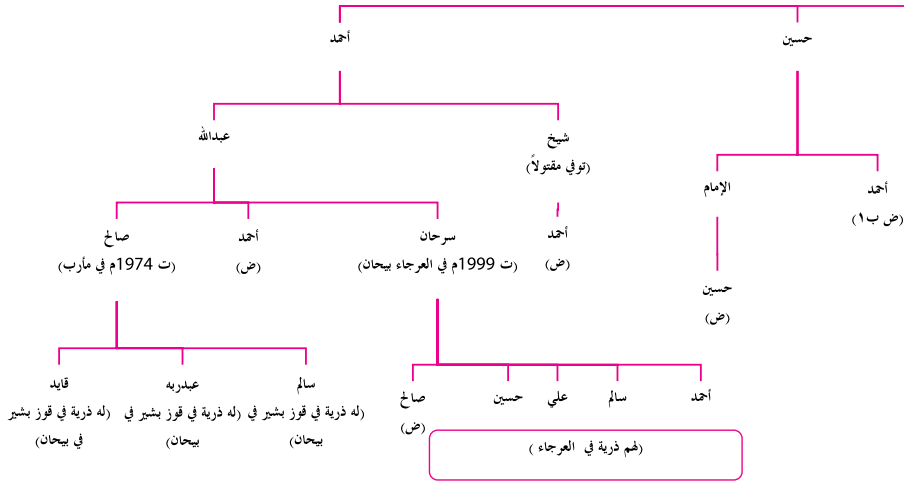 حسين
أحمد
شيخ
(توفي مقتولاً)
عبدالله
أحمد
(ض ب١)
الإمام
حسين
(ض)
أحمد
(ض)
سرحان
(ت 1999م في العرجاء بيحان)
أحمد
(ض)
صالح
(ت 1974م في مأرب)
أحمد
سالم
علي
حسين
صالح
(ض)
(لهم ذرية في العرجاء )
سالم
(له ذرية في قوز بشير في
بيحان)
عبدربه
(له ذرية في قوز بشير في
بيحان)
قايد
(له ذرية في قوز بشير
في بيحان)